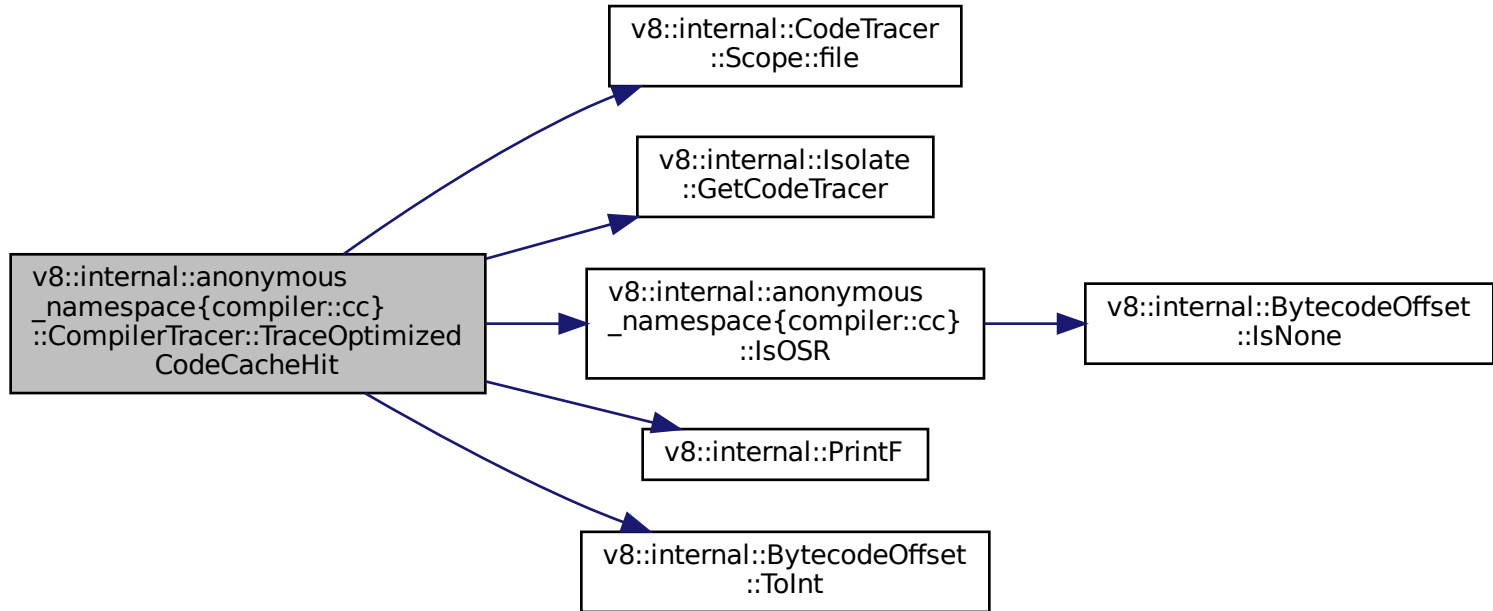 v8::internal::CodeTracer
::Scope::file
v8::internal::Isolate
::GetCodeTracer
v8::internal::anonymous
_namespace{compiler::cc}
::CompilerTracer::TraceOptimized
CodeCacheHit
v8::internal::anonymous
_namespace{compiler::cc}
::IsOSR
v8::internal::BytecodeOffset
::IsNone
v8::internal::PrintF
v8::internal::BytecodeOffset
::ToInt